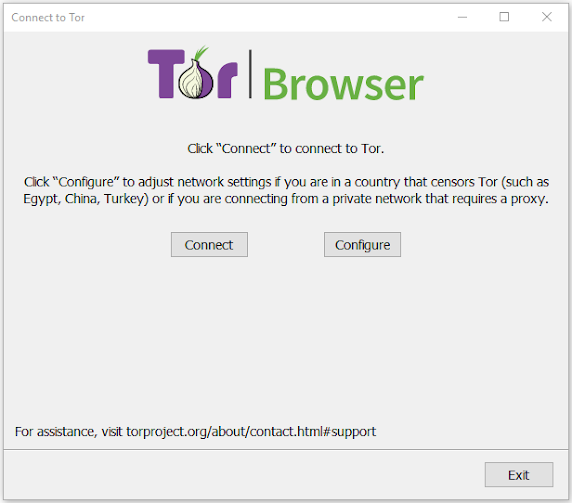 Connect to Tor
Tor Browser
Click “Connect” to connect to Tor.
Click “Configure” to adjust network settings if you are in a country that censors Tor (such as
Egypt, China, Turkey) or if you are connecting from a private network that requires a proxy.
Connect Configure
For assistance, visit torproject.org/about/contact.html#support
Exit